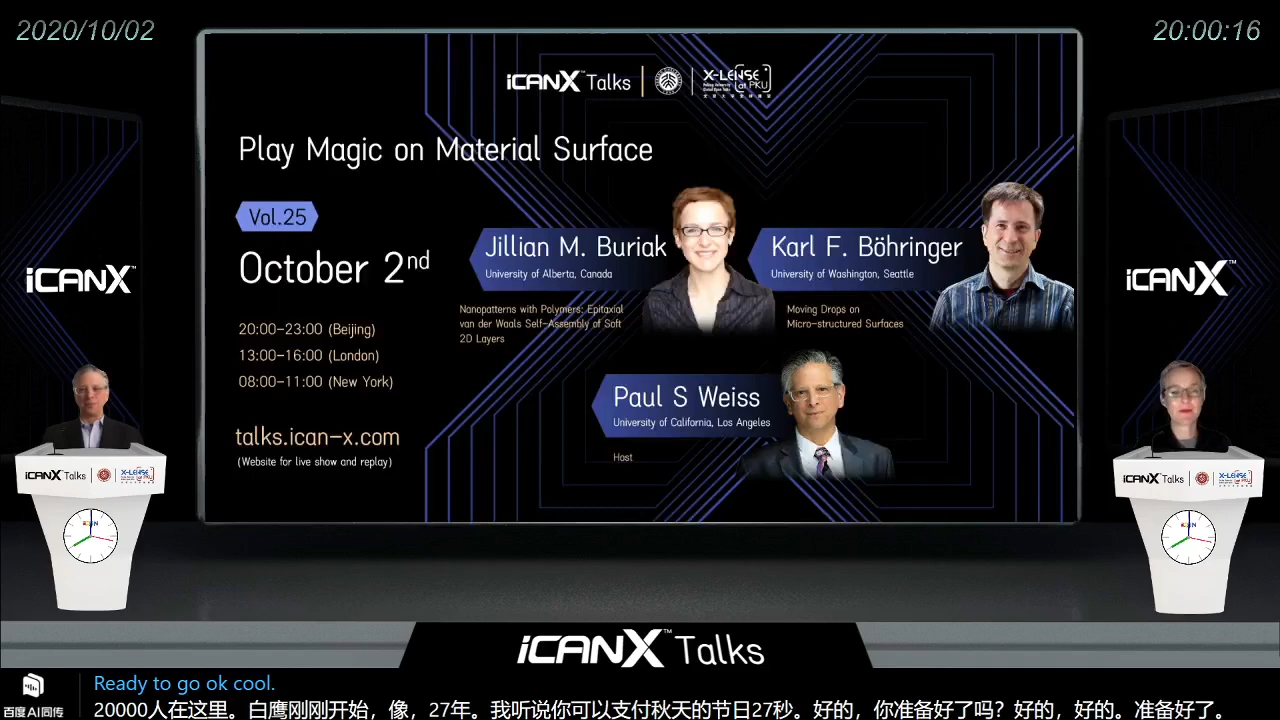 2020/10/02
20:00:16
iCANX Talks
X-LENSE
at PKU
Play Magic on Material Surface
Vol.25
October 2nd
Jillian M. Buriak
University of Alberta, Canada
Karl F. Böhringer
University of Washington, Seattle
Nanopatterns with Polymers: Epitaxial
van der Waals Self-Assembly of Soft
2D Layers
Moving Drops on
Micro-structured Surfaces
20:00-23:00 (Beijing)
13:00-16:00 (London)
08:00-11:00 (New York)
Paul S Weiss
University of California, Los Angeles
Host
talks.ican-x.com
(Website for live show and replay)
iCANX™
iCANX™
iCANX Talks
X-LENSE
iCANX Talks
X-LENSE
iCANX™ Talks
百度AI同传
Ready to go ok cool.
20000人在这里。白鹰刚刚开始，像，27年。我听说你可以支付秋天的节日27秒。好的，你准备好了吗？好的，好的。准备好了。